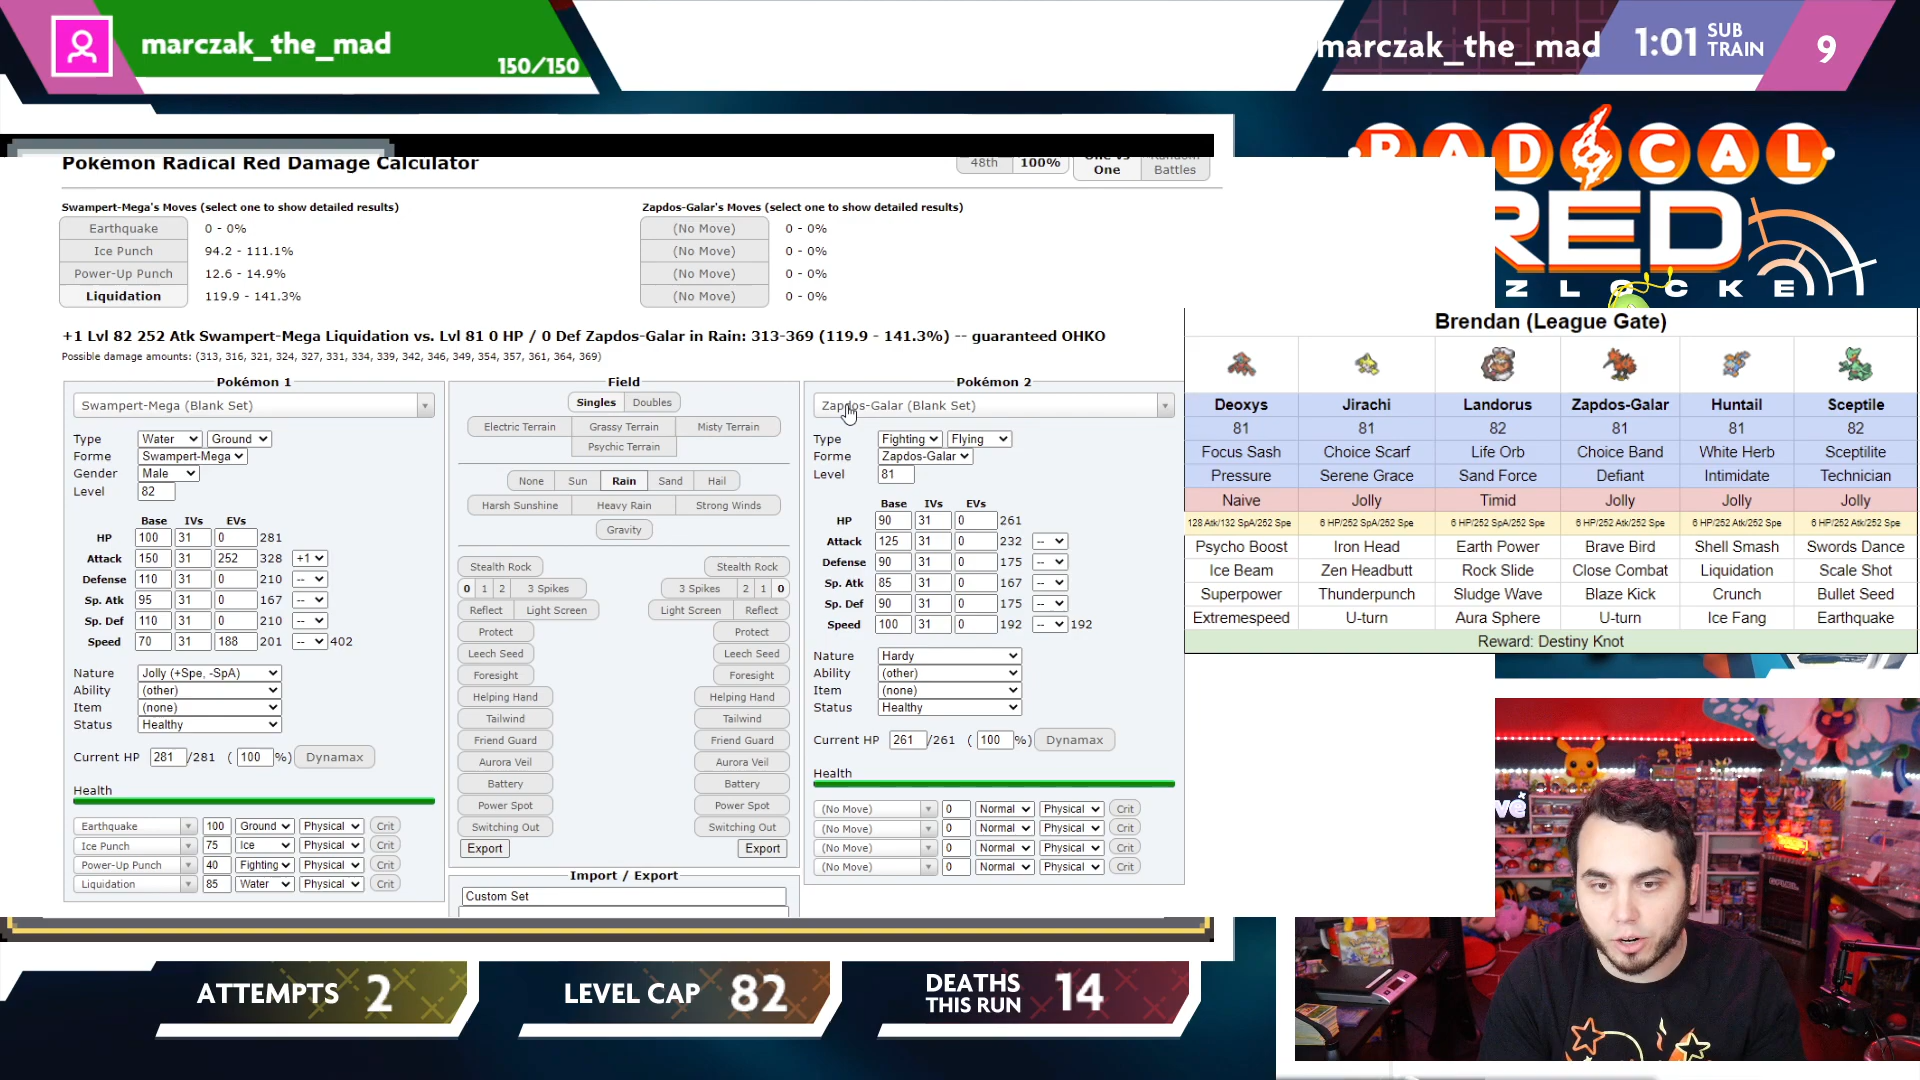 marczak_the_mad
150/150
marczak_the_mad 1:01 SUB TRAIN 9
RADICAL
RED
ZLOCKE
Pokémon Radical Red Damage Calculator
48th 100% One vs One Random Battles
Swampert-Mega's Moves (select one to show detailed results)
Earthquake 0 - 0%
Ice Punch 94.2 - 111.1%
Power-Up Punch 12.6 - 14.9%
Liquidation 119.9 - 141.3%
Zapdos-Galar's Moves (select one to show detailed results)
(No Move) 0 - 0%
(No Move) 0 - 0%
(No Move) 0 - 0%
(No Move) 0 - 0%
+1 Lvl 82 252 Atk Swampert-Mega Liquidation vs. Lvl 81 0 HP / 0 Def Zapdos-Galar in Rain: 313-369 (119.9 - 141.3%) -- guaranteed OHKO
Possible damage amounts: (313, 316, 321, 324, 327, 331, 334, 339, 342, 346, 349, 354, 357, 361, 364, 369)
Pokémon 1
Swampert-Mega (Blank Set)
Type Water Ground
Forme Swampert-Mega
Gender Male
Level 82
Base IVs EVs
HP 100 31 0 281
Attack 150 31 252 328 +1
Defense 110 31 0 210 --
Sp. Atk 95 31 0 167 --
Sp. Def 110 31 0 210 --
Speed 70 31 188 201 -- 402
Nature Jolly (+Spe, -SpA)
Ability (other)
Item (none)
Status Healthy
Current HP 281 /281 ( 100 %) Dynamax
Health
Earthquake 100 Ground Physical Crit
Ice Punch 75 Ice Physical Crit
Power-Up Punch 40 Fighting Physical Crit
Liquidation 85 Water Physical Crit
Field
Singles Doubles
Electric Terrain Grassy Terrain Misty Terrain
Psychic Terrain
None Sun Rain Sand Hail
Harsh Sunshine Heavy Rain Strong Winds
Gravity
Stealth Rock Stealth Rock
0 1 2 3 Spikes 3 Spikes 2 1 0
Reflect Light Screen Light Screen Reflect
Protect Protect
Leech Seed Leech Seed
Foresight Foresight
Helping Hand Helping Hand
Tailwind Tailwind
Friend Guard Friend Guard
Aurora Veil Aurora Veil
Battery Battery
Power Spot Power Spot
Switching Out Switching Out
Export Export
Import / Export
Custom Set
Pokémon 2
Zapdos-Galar (Blank Set)
Type Fighting Flying
Forme Zapdos-Galar
Level 81
Base IVs EVs
HP 90 31 0 261
Attack 125 31 0 232 --
Defense 90 31 0 175 --
Sp. Atk 85 31 0 167 --
Sp. Def 90 31 0 175 --
Speed 100 31 0 192 -- 192
Nature Hardy
Ability (other)
Item (none)
Status Healthy
Current HP 261 /261 ( 100 %) Dynamax
Health
(No Move) 0 Normal Physical Crit
(No Move) 0 Normal Physical Crit
(No Move) 0 Normal Physical Crit
(No Move) 0 Normal Physical Crit
Brendan (League Gate)
Deoxys Jirachi Landorus Zapdos-Galar Huntail Sceptile
81 81 82 81 81 82
Focus Sash Choice Scarf Life Orb Choice Band White Herb Sceptilite
Pressure Serene Grace Sand Force Defiant Intimidate Technician
Naive Jolly Timid Jolly Jolly Jolly
128 Atk/132 SpA/252 Spe 6 HP/252 SpA/252 Spe 6 HP/252 SpA/252 Spe 6 HP/252 Atk/252 Spe 6 HP/252 Atk/252 Spe 6 HP/252 Atk/252 Spe
Psycho Boost Iron Head Earth Power Brave Bird Shell Smash Swords Dance
Ice Beam Zen Headbutt Rock Slide Close Combat Liquidation Scale Shot
Superpower Thunderpunch Sludge Wave Blaze Kick Crunch Bullet Seed
Extremespeed U-turn Aura Sphere U-turn Ice Fang Earthquake
Reward: Destiny Knot
ATTEMPTS 2
LEVEL CAP 82
DEATHS THIS RUN 14